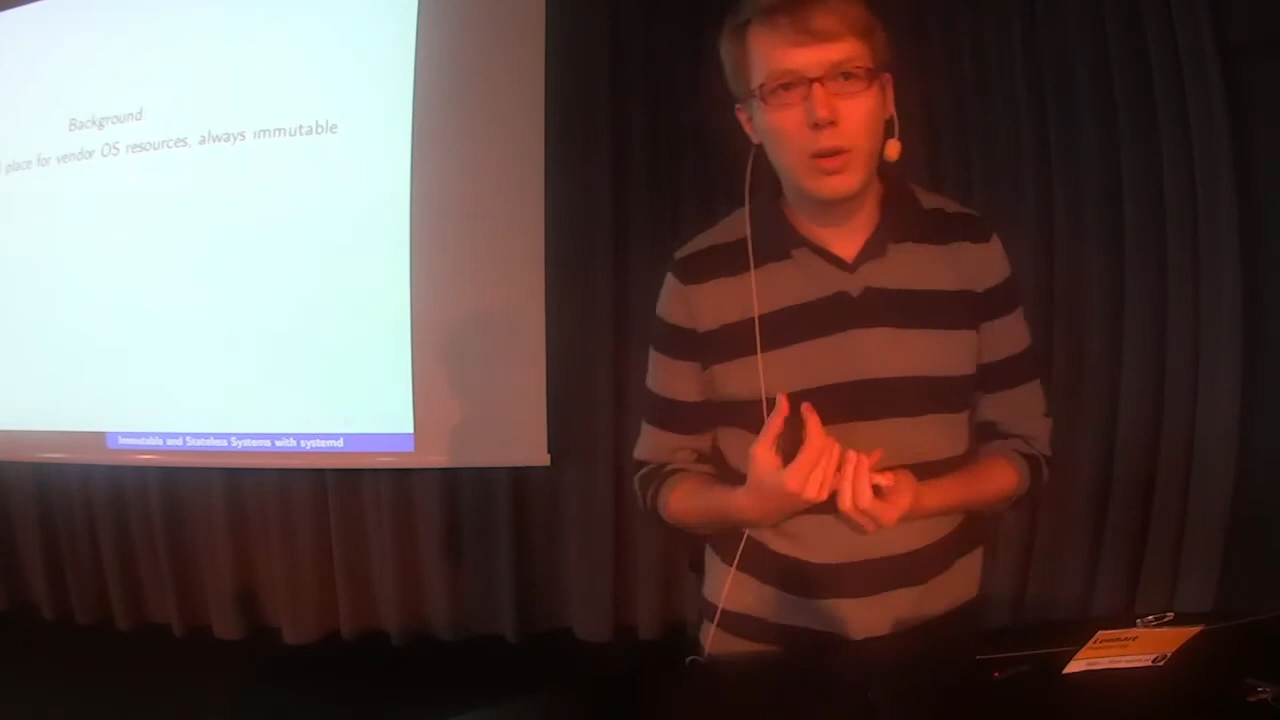 Background:
place for vendor OS resources, always immutable
Immutable and Stateless Systems with systemd
Lennart